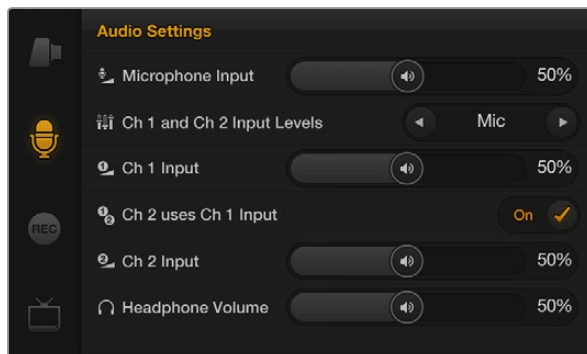 Audio Settings
Microphone Input 50%
Ch 1 and Ch 2 Input Levels Mic
Ch 1 Input 50%
Ch 2 uses Ch 1 Input On
REC
Ch 2 Input 50%
Headphone Volume 50%